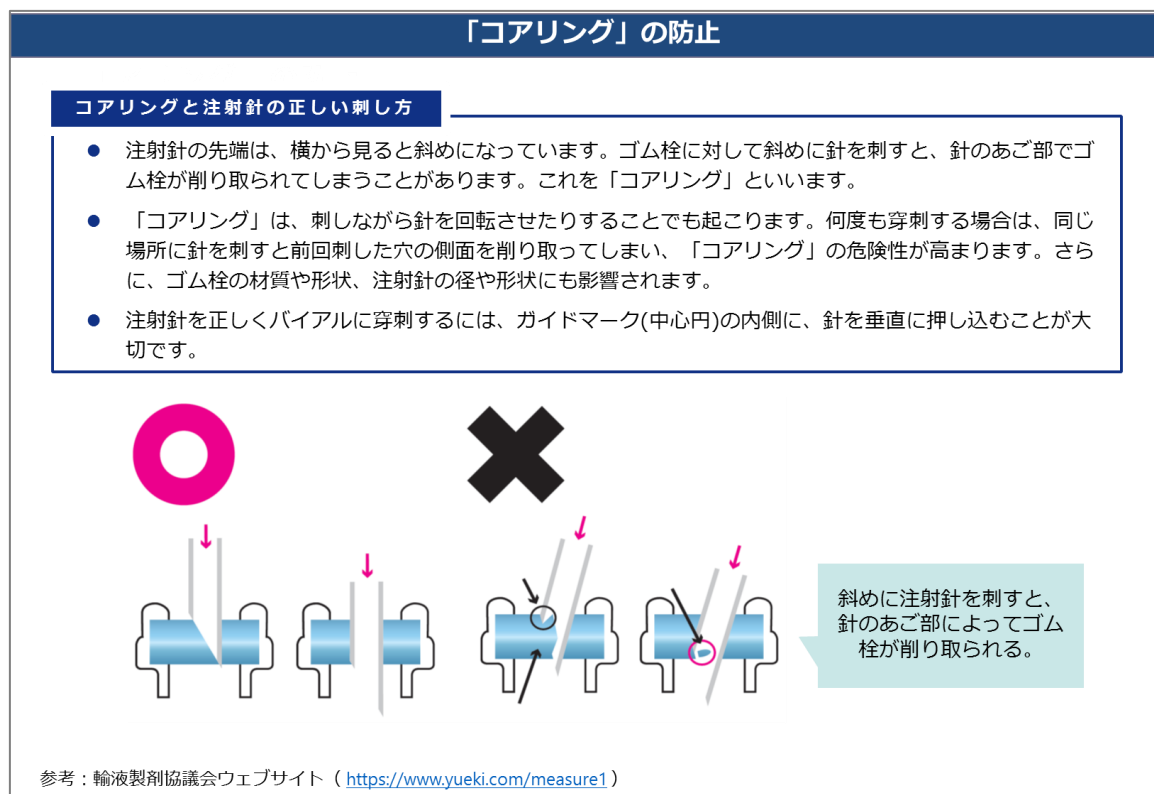 「コアリング」の防止
コアリングと注射針の正しい刺し方
● 注射針の先端は、横から見ると斜めになっています。ゴム栓に対して斜めに針を刺すと、針のあご部でゴ
ム栓が削り取られてしまうことがあります。これを「コアリング」といいます。
● 「コアリング」は、刺しながら針を回転させたりすることでも起こります。何度も穿刺する場合は、同じ
場所に針を刺すと前回刺した穴の側面を削り取ってしまい、「コアリング」の危険性が高まります。さら
に、ゴム栓の材質や形状、注射針の径や形状にも影響されます。
● 注射針を正しくバイアルに穿刺するには、ガイドマーク(中心円)の内側に、針を垂直に押し込むことが大
切です。
斜めに注射針を刺すと、
針のあご部によってゴム
栓が削り取られる。
参考：輸液製剤協議会ウェブサイト（ https://www.yueki.com/measure1 ）